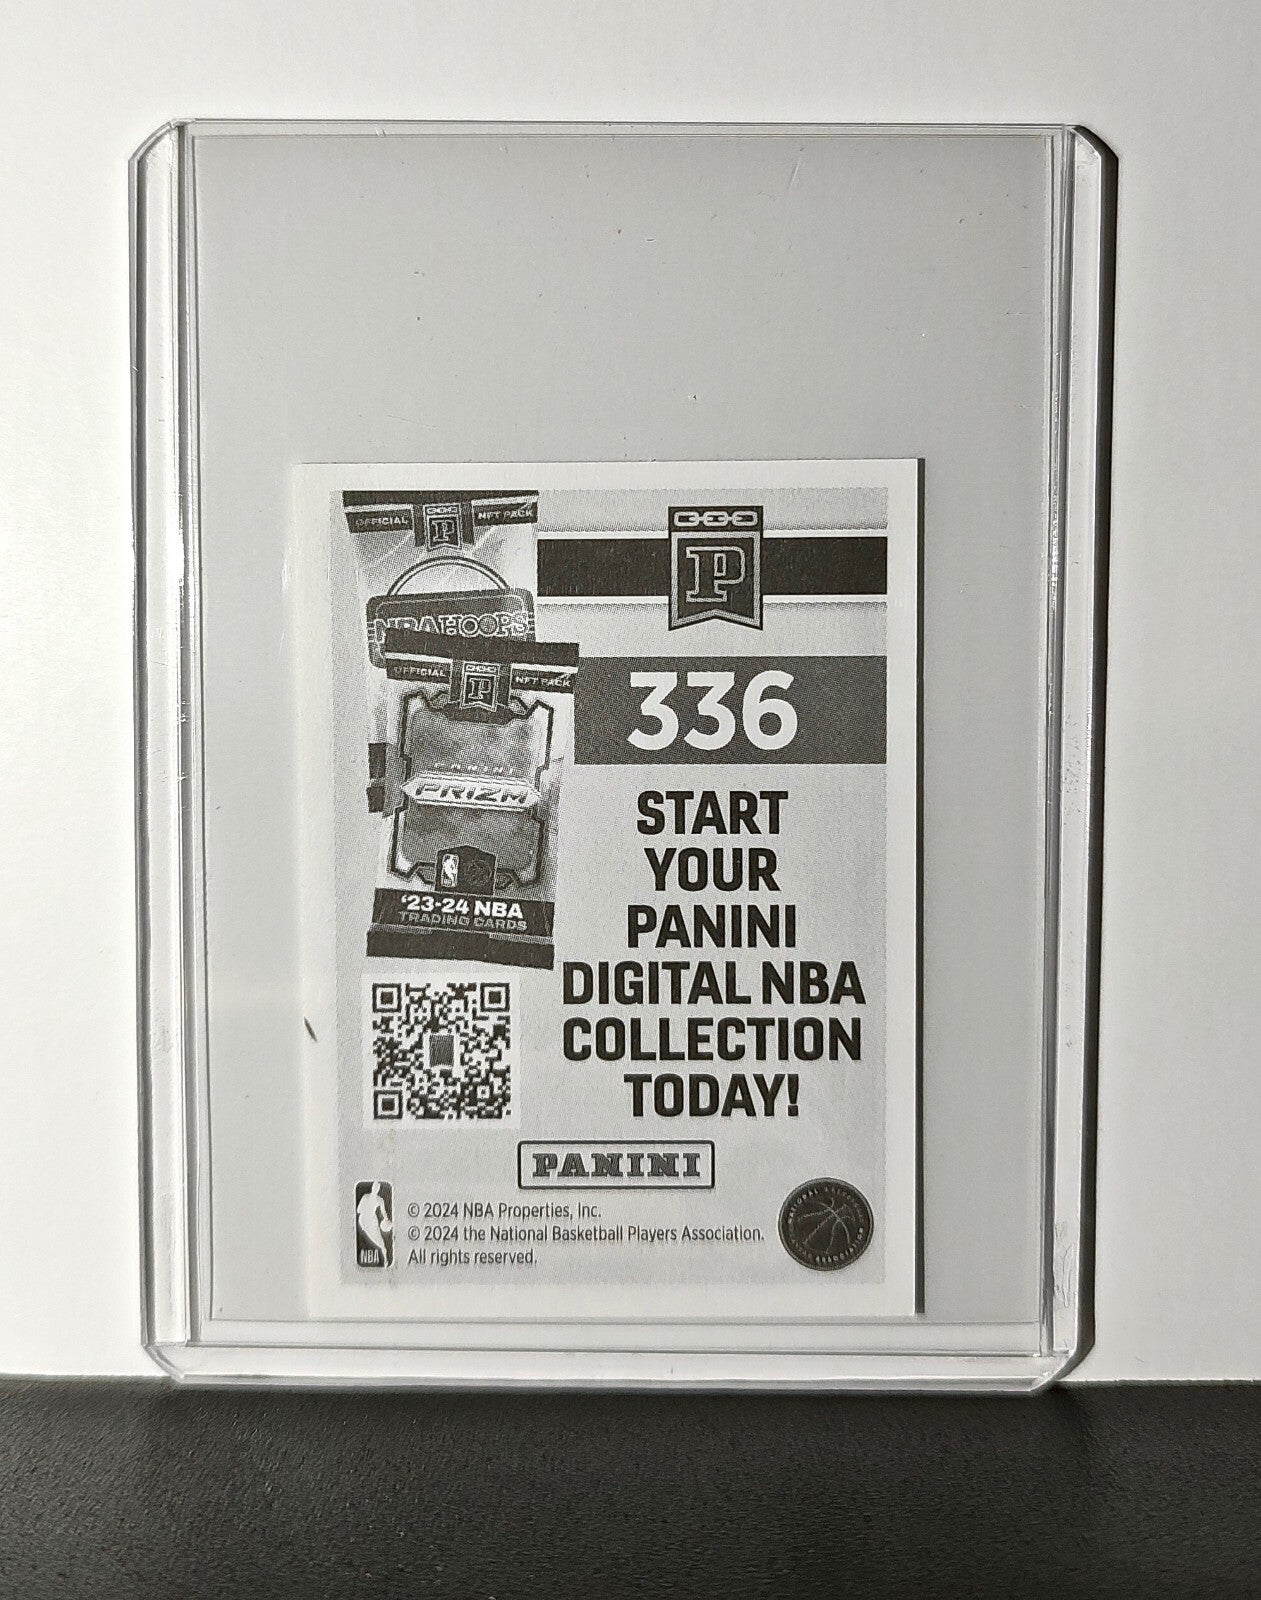 OFFICIAL
P
NFT PACK
NBA HOOPS
OFFICIAL
P
NFT PACK
PANINI
PRIZM
'23-24 NBA
TRADING CARDS
P
336
START
YOUR
PANINI
DIGITAL NBA
COLLECTION
TODAY!
PANINI
NBA
© 2024 NBA Properties, Inc.
© 2024 the National Basketball Players Association.
All rights reserved.